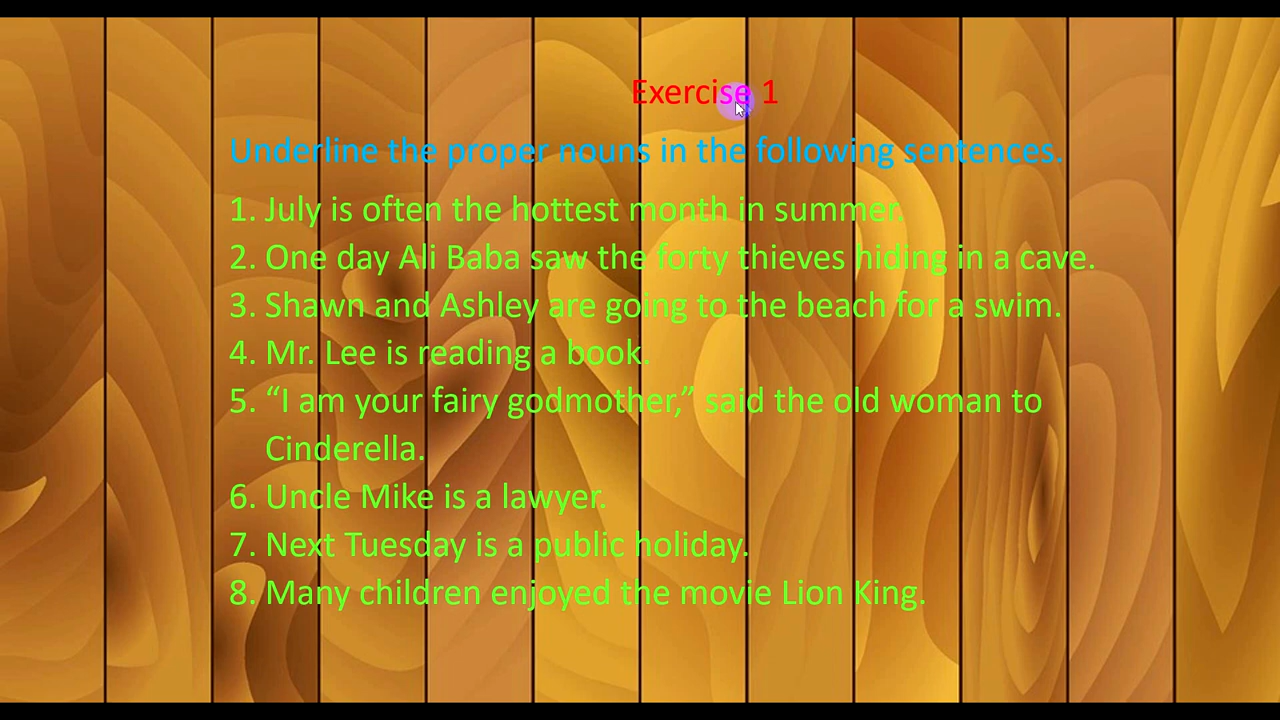 Exercise 1
Underline the proper nouns in the following sentences.
1. July is often the hottest month in summer.
2. One day Ali Baba saw the forty thieves hiding in a cave.
3. Shawn and Ashley are going to the beach for a swim.
4. Mr. Lee is reading a book.
5. “I am your fairy godmother,” said the old woman to
Cinderella.
6. Uncle Mike is a lawyer.
7. Next Tuesday is a public holiday.
8. Many children enjoyed the movie Lion King.